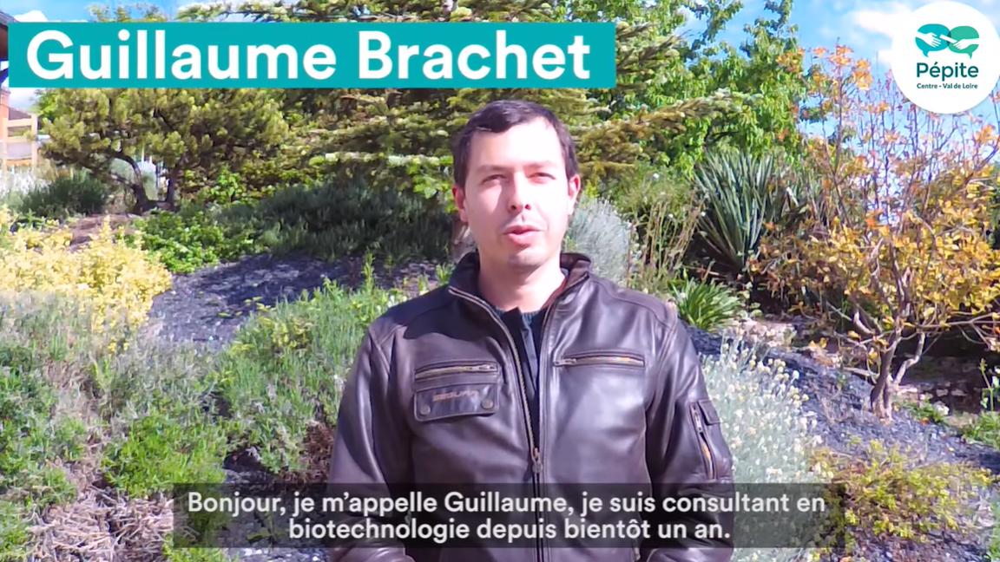 Guillaume Brachet
Pépite
Centre - Val de Loire
Bonjour, je m'appelle Guillaume, je suis consultant en
biotechnologie depuis bientôt un an.